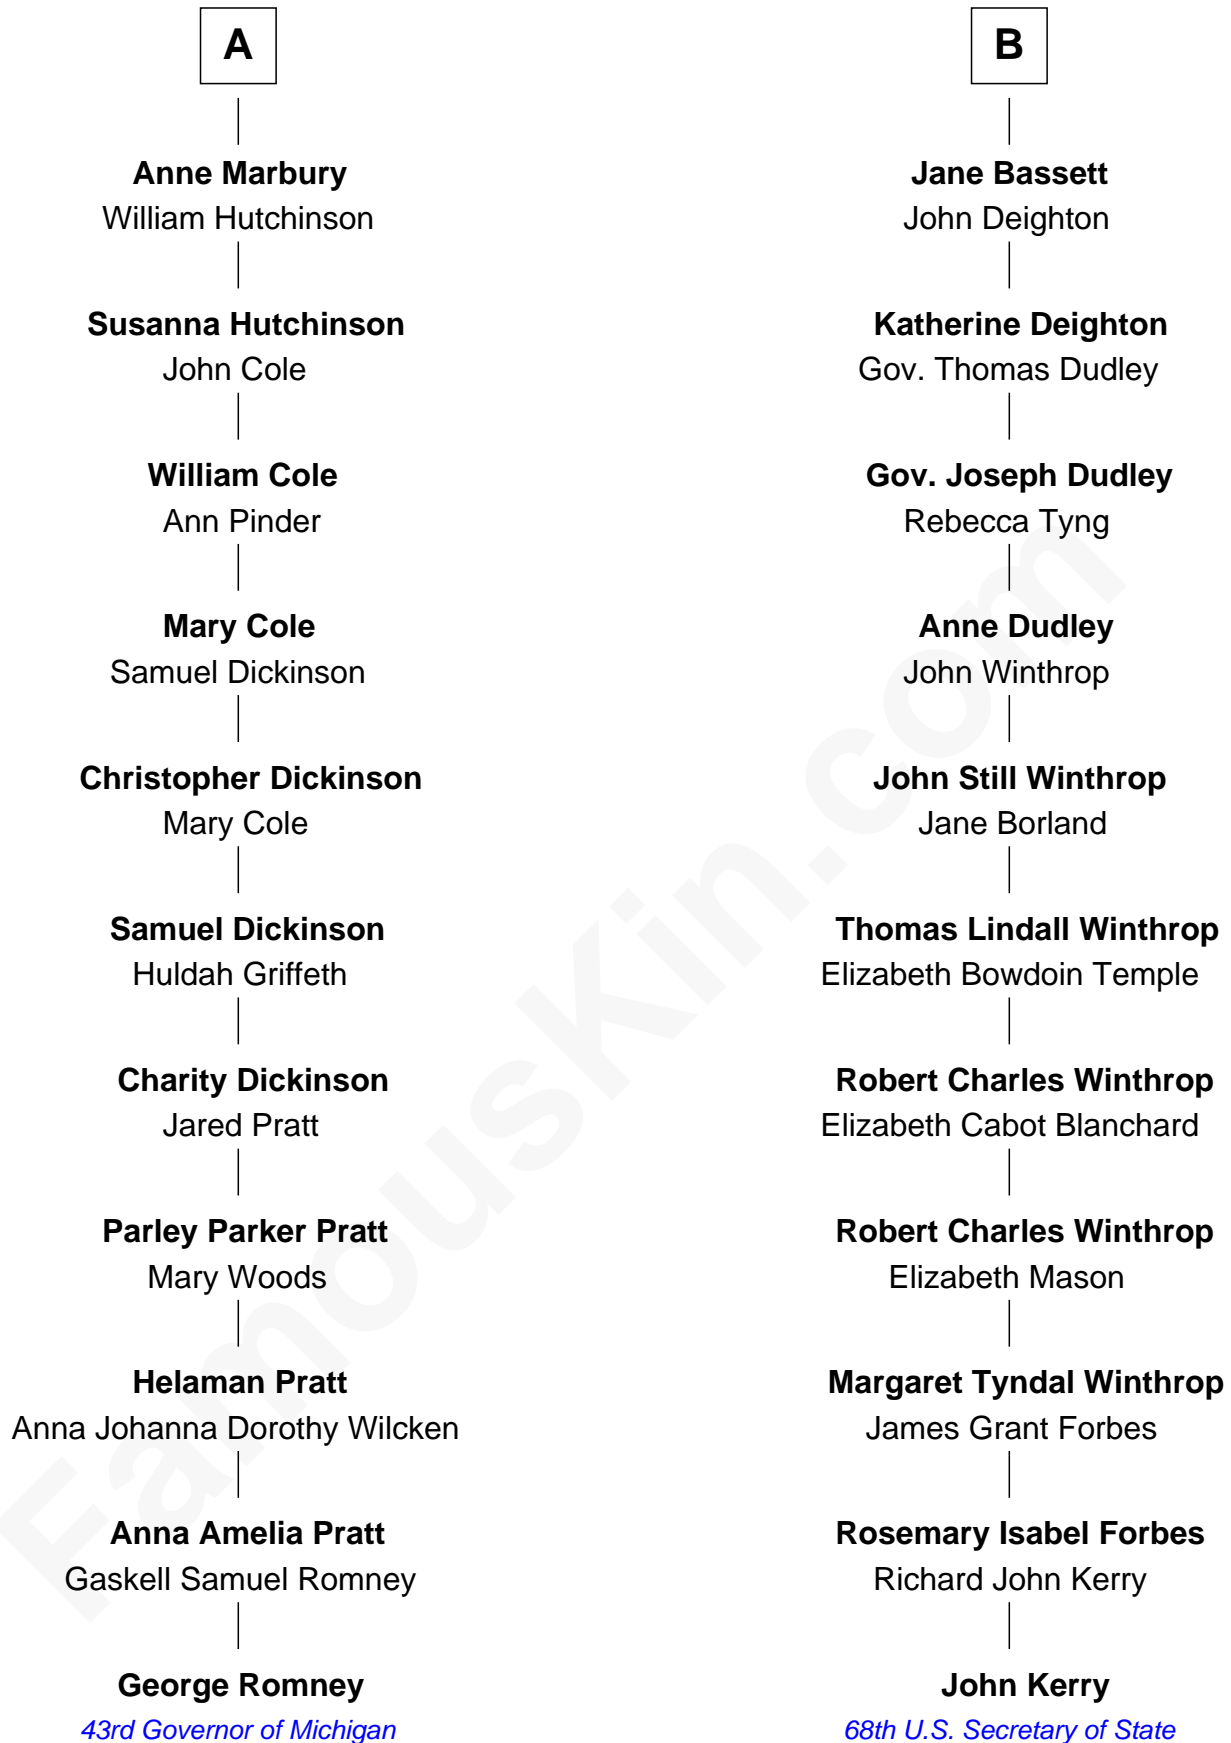 A
Anne Marbury
William Hutchinson
Susanna Hutchinson
John Cole
William Cole
Ann Pinder
Mary Cole
Samuel Dickinson
Christopher Dickinson
Mary Cole
Samuel Dickinson
Huldah Griffeth
Charity Dickinson
Jared Pratt
Parley Parker Pratt
Mary Woods
Helaman Pratt
Anna Johanna Dorothy Wilcken
Anna Amelia Pratt
Gaskell Samuel Romney
George Romney
43rd Governor of Michigan
B
Jane Bassett
John Deighton
Katherine Deighton
Gov. Thomas Dudley
Gov. Joseph Dudley
Rebecca Tyng
Anne Dudley
John Winthrop
John Still Winthrop
Jane Borland
Thomas Lindall Winthrop
Elizabeth Bowdoin Temple
Robert Charles Winthrop
Elizabeth Cabot Blanchard
Robert Charles Winthrop
Elizabeth Mason
Margaret Tyndal Winthrop
James Grant Forbes
Rosemary Isabel Forbes
Richard John Kerry
John Kerry
68th U.S. Secretary of State
FamousKin.com